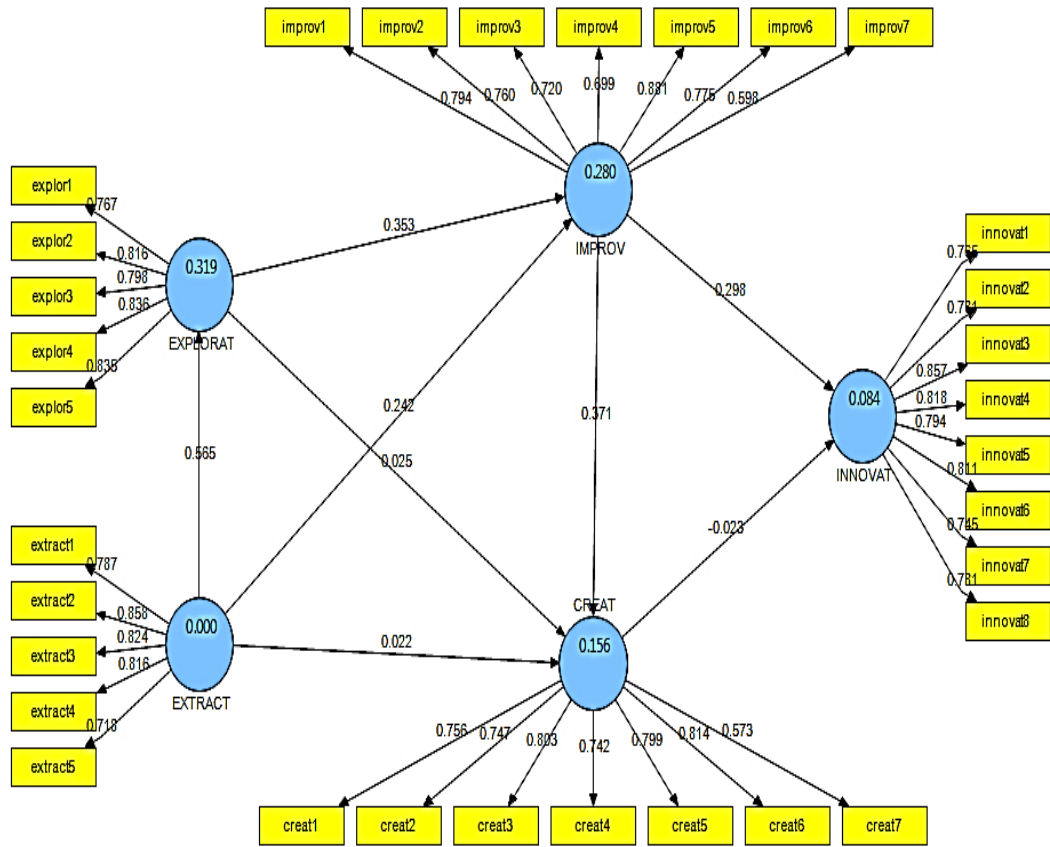 improv1 improv2 improv3 improv4 improv5 improv6 improv7
0.794 0.760 0.720 0.699 0.881 0.775 0.598
0.280
IMPROV
explor1
explor2
explor3
explor4
explor5
0.767
0.816
0.798
0.836
0.835
0.319
EXPLORAT
0.353
0.242
0.025
0.565
0.371
0.298
-0.023
0.022
innovat1
innovat2
innovat3
innovat4
innovat5
innovat6
innovat7
innovat8
0.857
0.818
0.794
0.811
0.745
0.084
INNOVAT
extract1
extract2
extract3
extract4
extract5
0.787
0.858
0.824
0.816
0.718
0.000
EXTRACT
CREAT
0.156
0.756 0.747 0.803 0.742 0.799 0.814 0.573
creat1 creat2 creat3 creat4 creat5 creat6 creat7